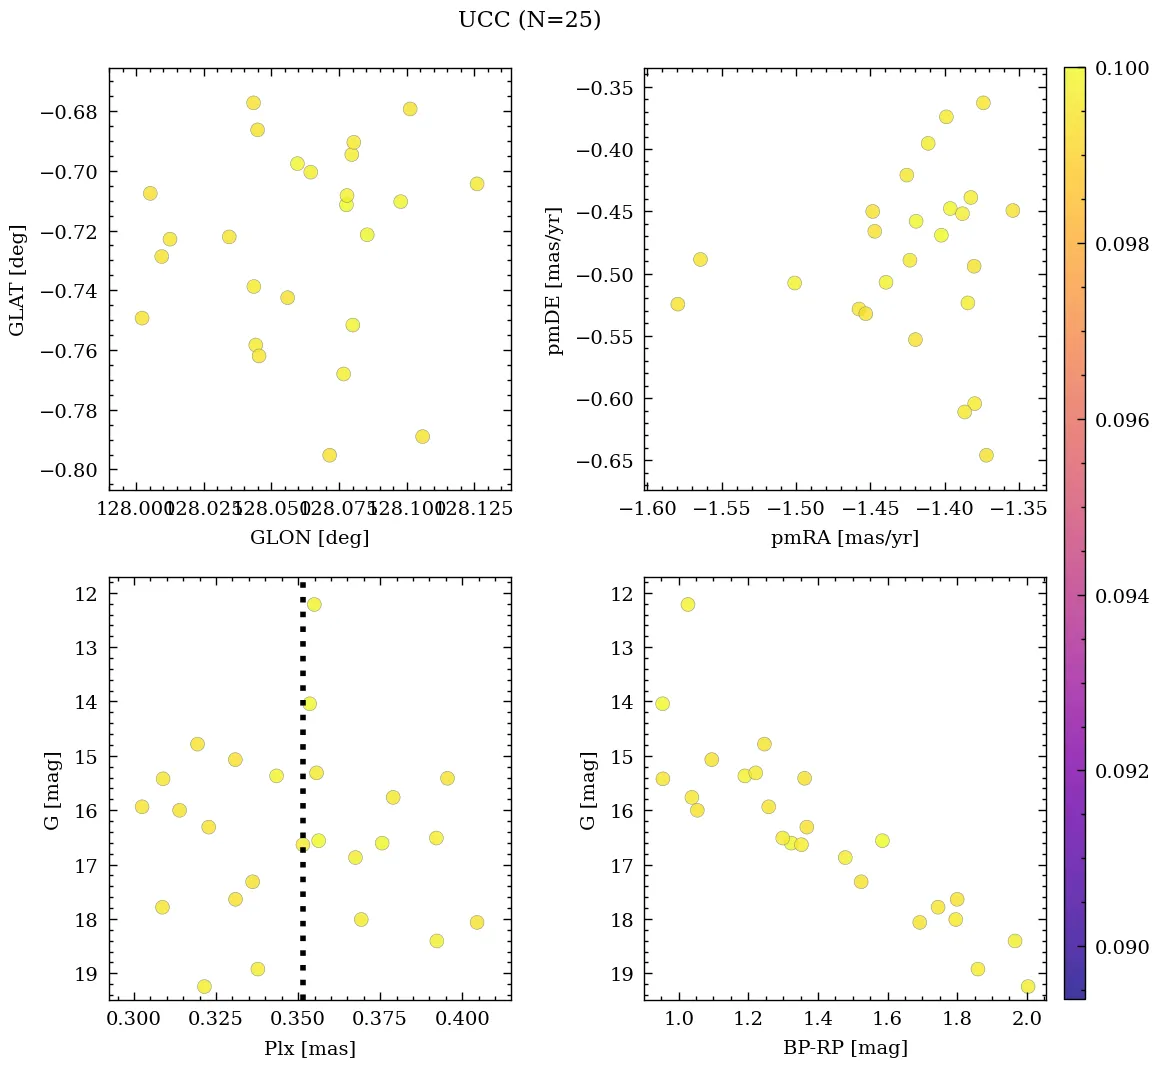 UCC (N=25)
−0.68
−0.70
−0.72
−0.74
−0.76
−0.78
−0.80
GLAT [deg]
128.000 128.025 128.050 128.075 128.100 128.125
GLON [deg]
−0.35
−0.40
−0.45
−0.50
−0.55
−0.60
−0.65
pmDE [mas/yr]
−1.60 −1.55 −1.50 −1.45 −1.40 −1.35
pmRA [mas/yr]
12
13
14
15
16
17
18
19
G [mag]
0.300 0.325 0.350 0.375 0.400
Plx [mas]
12
13
14
15
16
17
18
19
G [mag]
1.0 1.2 1.4 1.6 1.8 2.0
BP-RP [mag]
0.100
0.098
0.096
0.094
0.092
0.090